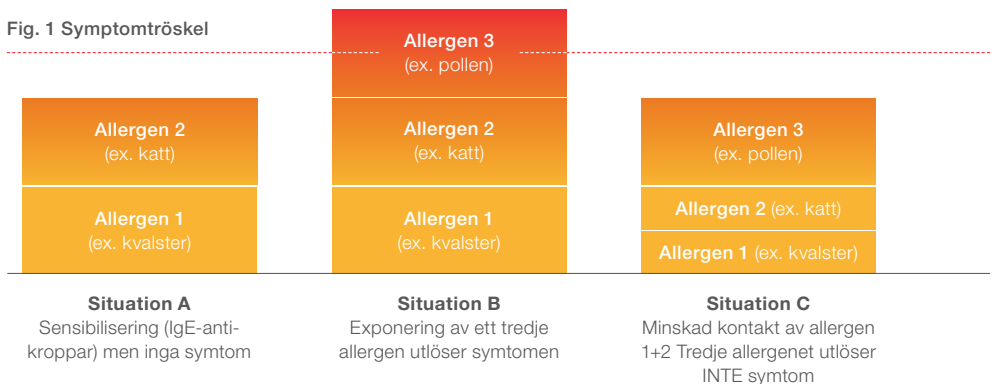 Fig. 1 Symptomtröskel
Allergen 2
(ex. katt)
Allergen 1
(ex. kvalster)
Situation A
Sensibilisering (IgE-anti-
kroppar) men inga symtom
Allergen 3
(ex. pollen)
Allergen 2
(ex. katt)
Allergen 1
(ex. kvalster)
Situation B
Exponering av ett tredje
allergen utlöser symtomen
Allergen 3
(ex. pollen)
Allergen 2 (ex. katt)
Allergen 1 (ex. kvalster)
Situation C
Minskad kontakt av allergen
1+2 Tredje allergenet utlöser
INTE symtom